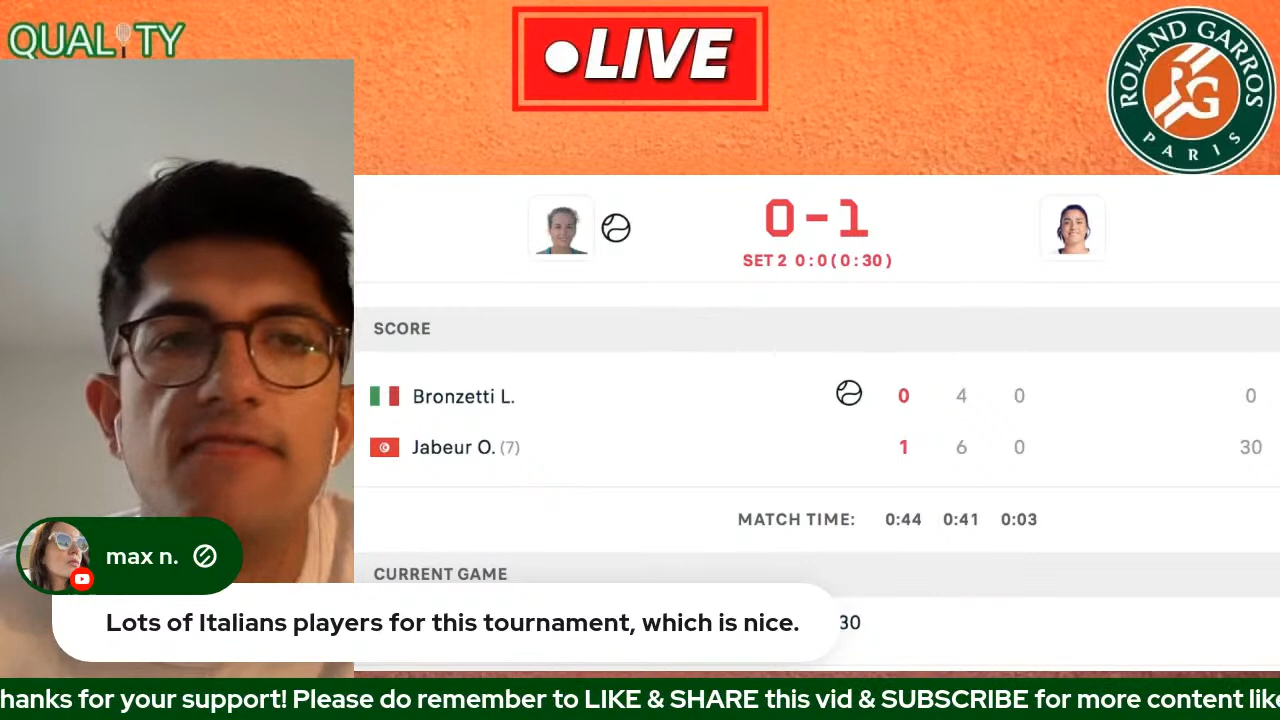 QUALITY
LIVE
ROLAND GARROS
RG
PARIS
0-1
SET 2 0:0(0:30)
SCORE
Bronzetti L. 0 4 0 0
Jabeur O. (7) 1 6 0 30
MATCH TIME: 0:44 0:41 0:03
CURRENT GAME
max n.
Lots of Italians players for this tournament, which is nice.
30
hanks for your support! Please do remember to LIKE & SHARE this vid & SUBSCRIBE for more content lik